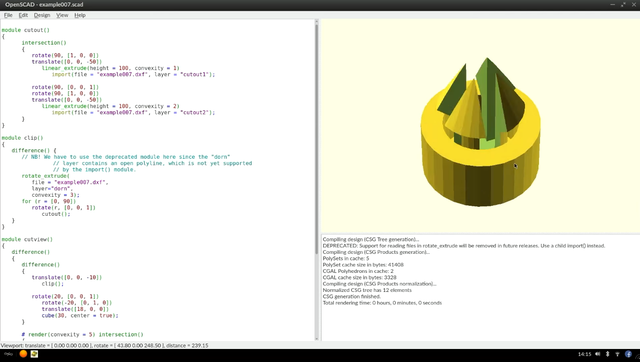 OpenSCAD - example007.scad
File Edit Design View Help
module cutout()
{
intersection()
{
rotate(90, [1, 0, 0])
translate([0, 0, -50])
linear_extrude(height = 100, convexity = 1)
import(file = "example007.dxf", layer = "cutout1");
rotate(90, [0, 0, 1])
rotate(90, [1, 0, 0])
translate([0, 0, -50])
linear_extrude(height = 100, convexity = 2)
import(file = "example007.dxf", layer = "cutout2");
}
}
module clip()
{
difference() {
// NB! We have to use the deprecated module here since the "dorn"
// layer contains an open polyline, which is not yet supported
// by the import() module.
rotate_extrude(
file = "example007.dxf",
layer="dorn",
convexity = 3);
for (r = [0, 90])
rotate(r, [0, 0, 1])
cutout();
}
}
module cutview()
{
difference()
{
difference()
{
translate([0, 0, -10])
clip();
rotate(20, [0, 0, 1])
rotate(-20, [0, 1, 0])
translate([18, 0, 0])
cube(30, center = true);
}
# render(convexity = 5) intersection()
{
Viewport: translate = [ 0.00 0.00 0.00 ], rotate = [ 43.80 0.00 248.50 ], distance = 239.15
Compiling design (CSG Tree generation)...
DEPRECATED: Support for reading files in rotate_extrude will be removed in future releases. Use a child import() instead.
Compiling design (CSG Products generation)...
PolySets in cache: 5
PolySet cache size in bytes: 41408
CGAL Polyhedrons in cache: 2
CGAL cache size in bytes: 3328
Compiling design (CSG Products normalization)...
Normalized CSG tree has 12 elements
CSG generation finished.
Total rendering time: 0 hours, 0 minutes, 0 seconds
14:15